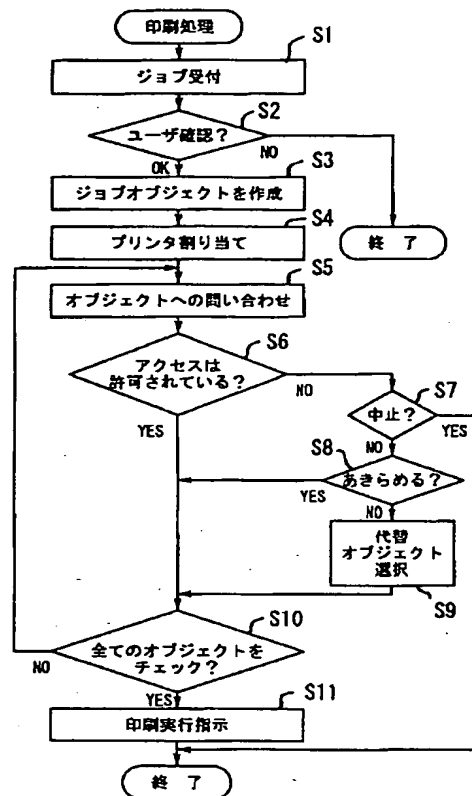 印刷処理
S1
ジョブ受付
S2
ユーザ確認?
NO
OK
S3
ジョブオブジェクトを作成
S4
プリンタ割り当て
終 了
S5
オブジェクトへの問い合わせ
S6
アクセスは
許可されている?
NO
YES
S7
中止?
YES
NO
S8
あきらめる?
YES
NO
代替
オブジェクト
選択
S9
S10
全てのオブジェクトを
チェック?
NO
YES
S11
印刷実行指示
終 了